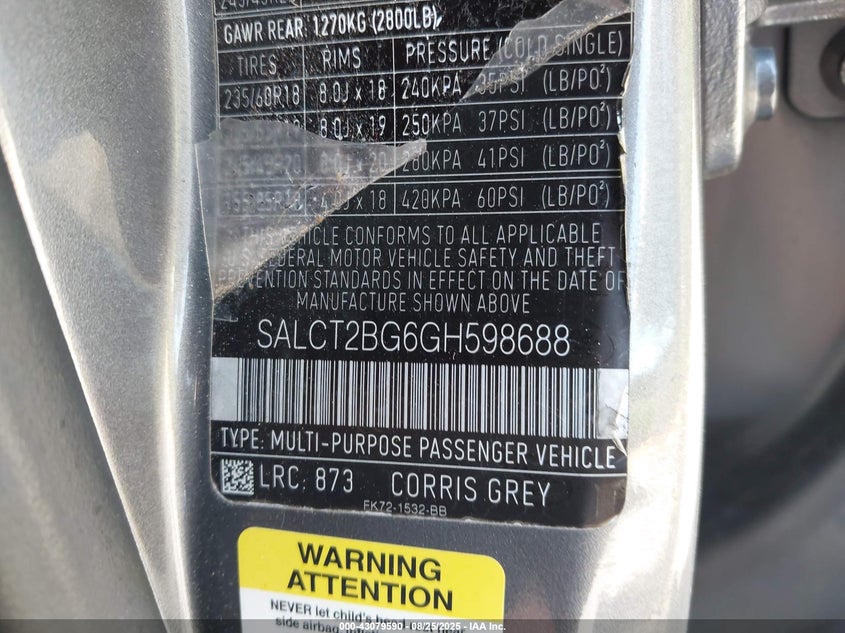 GAWR REAR: 1270KG (2800LB)
TIRES RIMS PRESSURE (COLD SINGLE)
235/60R18 8.0J x 18 240KPA 35PSI (LB/PO²)
8.0J x 19 250KPA 37PSI (LB/PO²)
20 280KPA 41PSI (LB/PO²)
x 18 420KPA 60PSI (LB/PO²)
THIS VEHICLE CONFORMS TO ALL APPLICABLE
U.S. FEDERAL MOTOR VEHICLE SAFETY AND THEFT
PREVENTION STANDARDS IN EFFECT ON THE DATE OF
MANUFACTURE SHOWN ABOVE
SALCT2BG6GH598688
TYPE: MULTI-PURPOSE PASSENGER VEHICLE
LRC: 873 CORRIS GREY
FK72-1532-BB
WARNING
ATTENTION
NEVER let child's
side airbag
©owner - 43079590 - 08/25/2025 - IAA Inc.